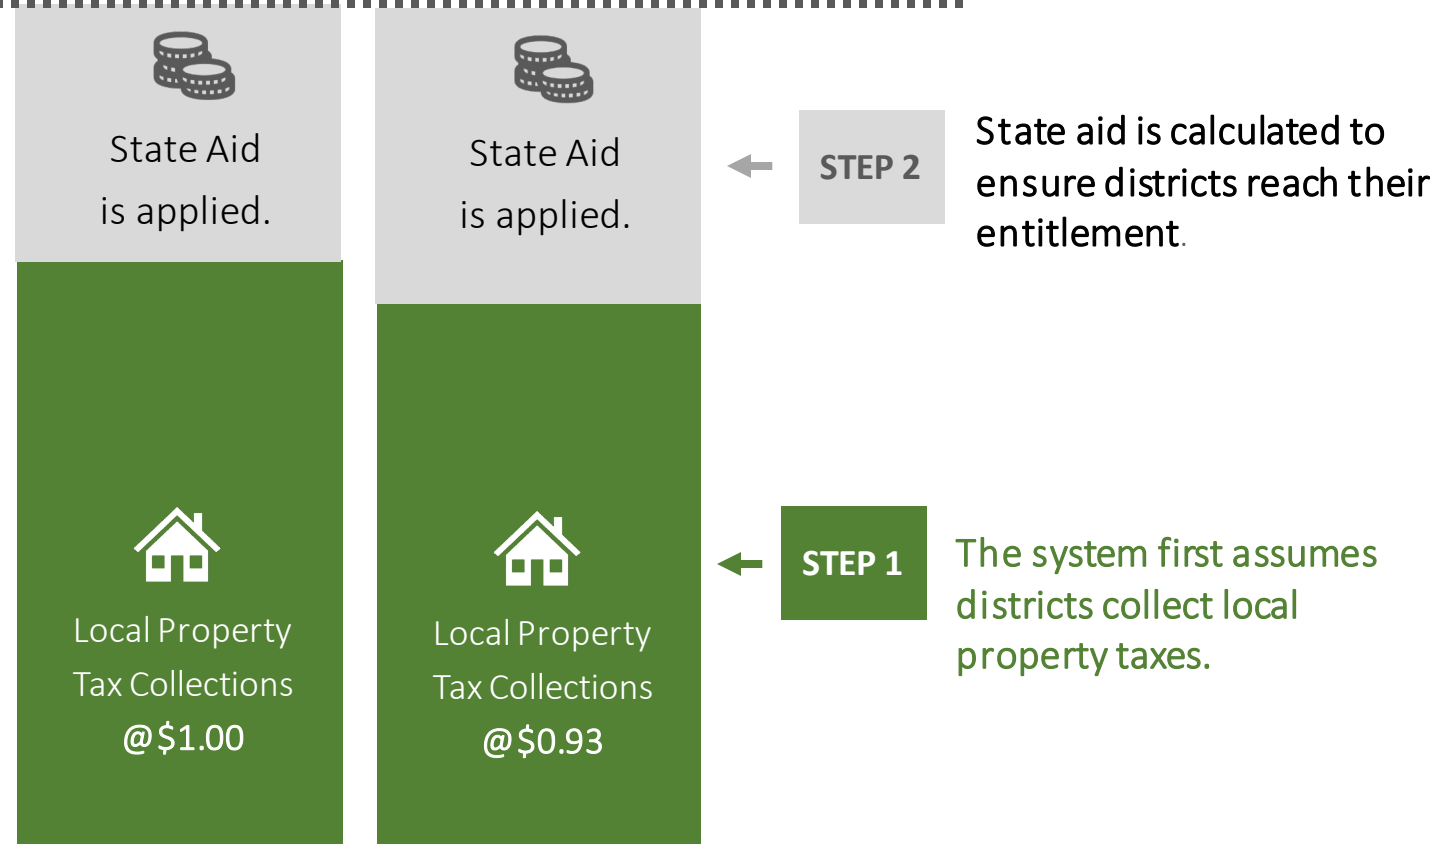 State Aid
is applied.
Local Property
Tax Collections
@$1.00
State Aid
is applied.
Local Property
Tax Collections
@$0.93
STEP 2
State aid is calculated to
ensure districts reach their
entitlement.
STEP 1
The system first assumes
districts collect local
property taxes.